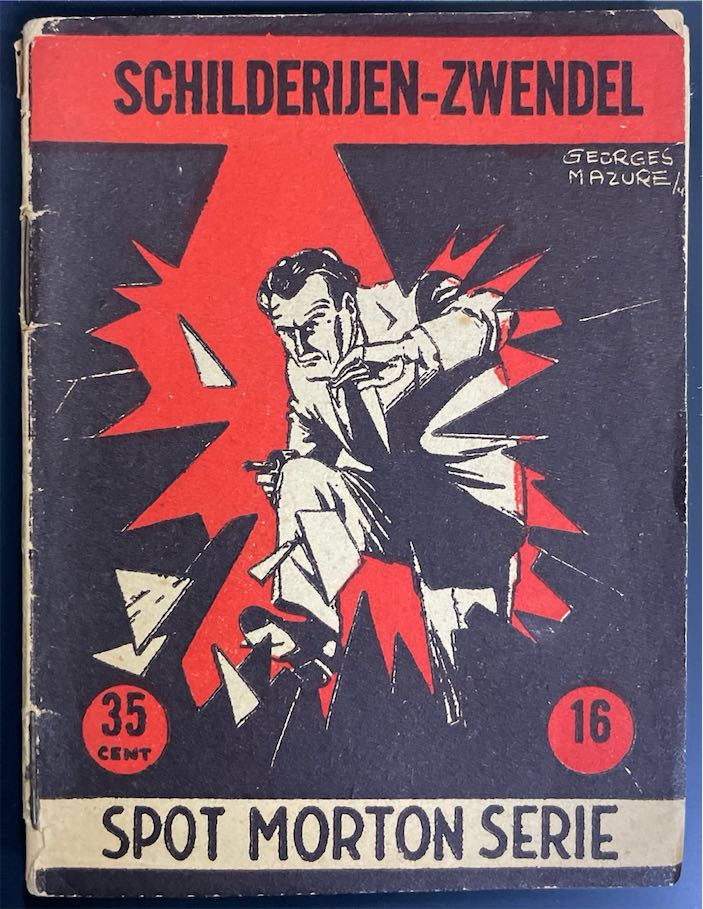 SCHILDERIJEN-ZWENDEL
GEORGES
MAZURE
35
CENT
16
SPOT MORTON SERIE